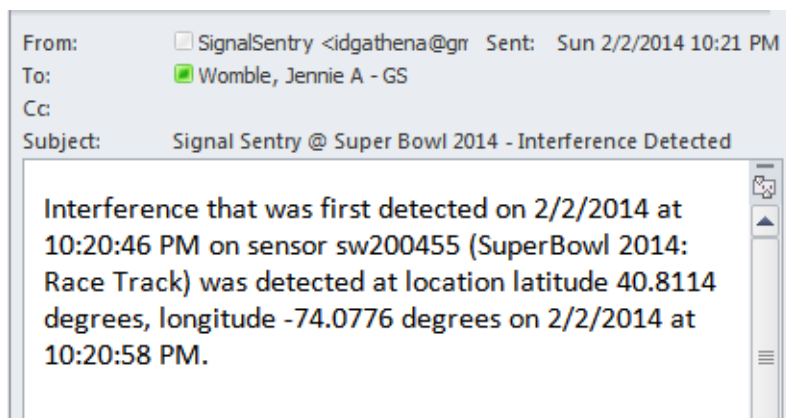 From: SignalSentry <idgathena@gm Sent: Sun 2/2/2014 10:21 PM
To: Womble, Jennie A - GS
Cc:
Subject: Signal Sentry @ Super Bowl 2014 - Interference Detected
Interference that was first detected on 2/2/2014 at
10:20:46 PM on sensor sw200455 (SuperBowl 2014:
Race Track) was detected at location latitude 40.8114
degrees, longitude -74.0776 degrees on 2/2/2014 at
10:20:58 PM.